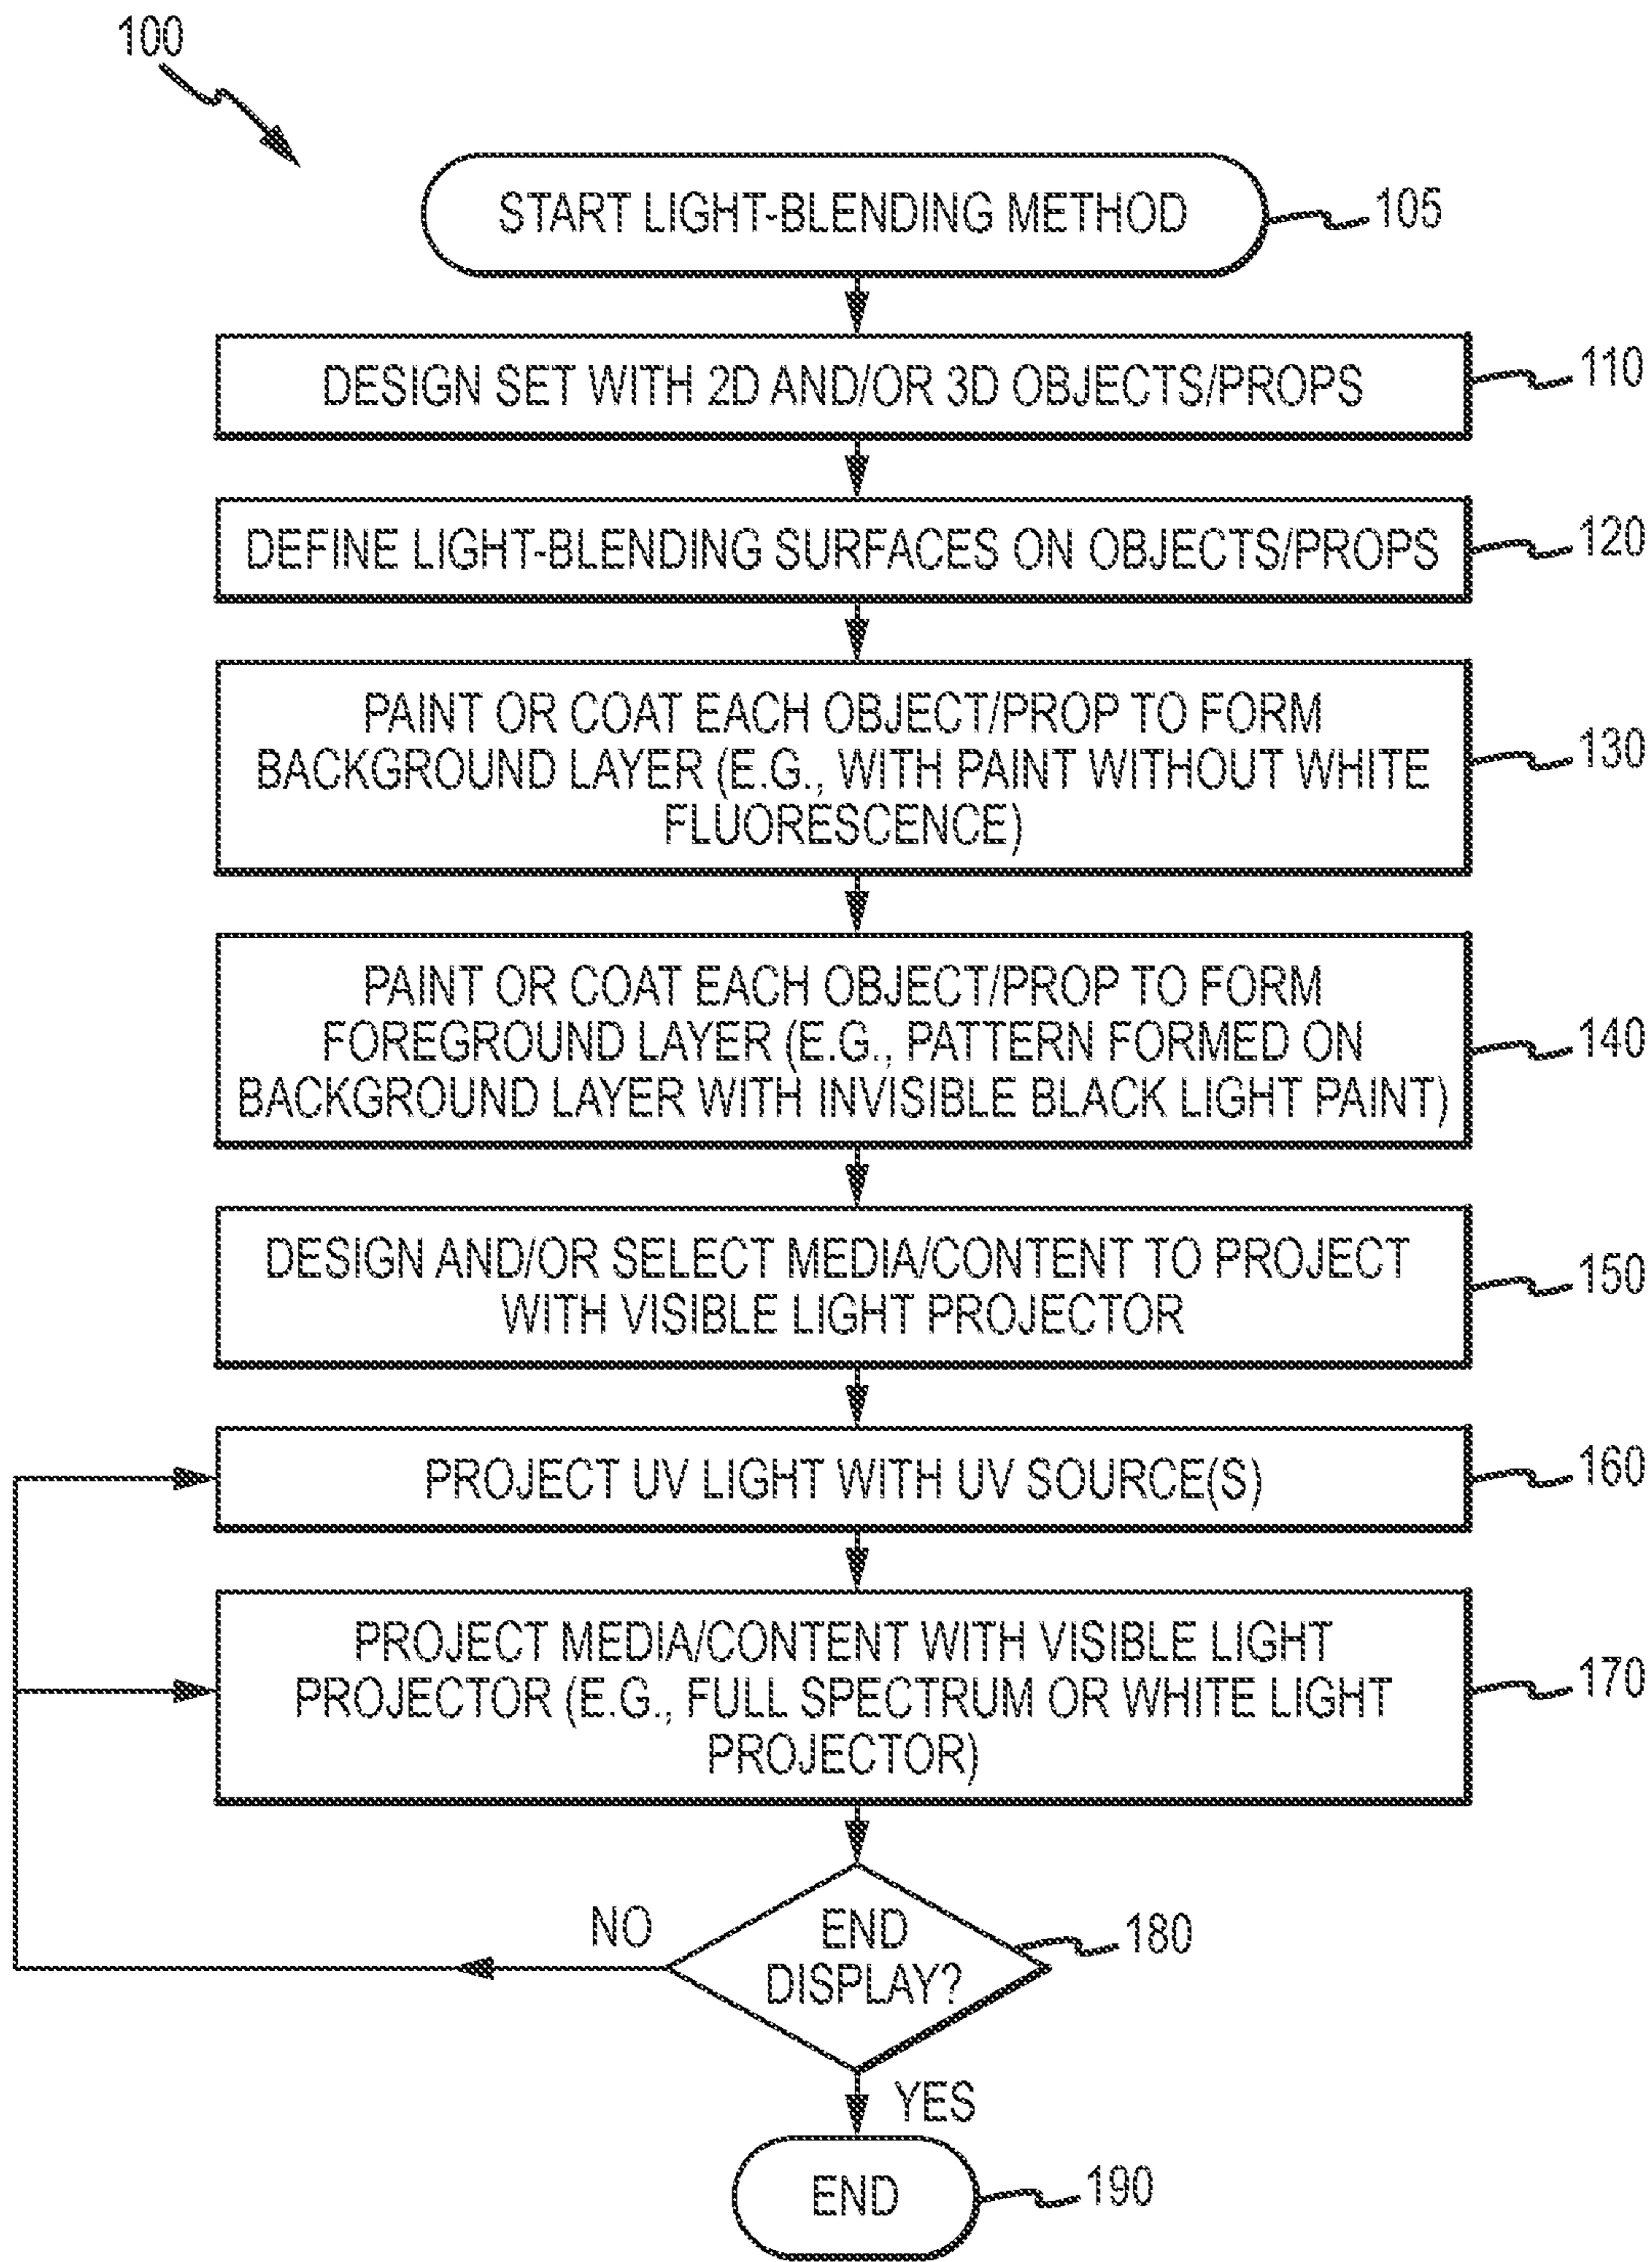 100
START LIGHT-BLENDING METHOD
105
DESIGN SET WITH 2D AND/OR 3D OBJECTS/PROPS
110
DEFINE LIGHT-BLENDING SURFACES ON OBJECTS/PROPS
120
PAINT OR COAT EACH OBJECT/PROP TO FORM
BACKGROUND LAYER (E.G., WITH PAINT WITHOUT WHITE
FLUORESCENCE)
130
PAINT OR COAT EACH OBJECT/PROP TO FORM
FOREGROUND LAYER (E.G., PATTERN FORMED ON
BACKGROUND LAYER WITH INVISIBLE BLACK LIGHT PAINT)
140
DESIGN AND/OR SELECT MEDIA/CONTENT TO PROJECT
WITH VISIBLE LIGHT PROJECTOR
150
PROJECT UV LIGHT WITH UV SOURCE(S)
160
PROJECT MEDIA/CONTENT WITH VISIBLE LIGHT
PROJECTOR (E.G., FULL SPECTRUM OR WHITE LIGHT
PROJECTOR)
170
NO
END
DISPLAY?
180
YES
END
190